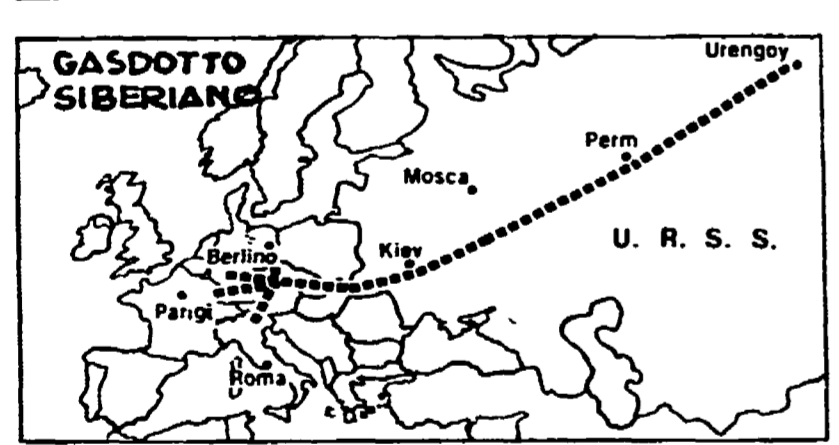 GASDOTTO
SIBERIANO
Urengoy
Perm
Mosca
U. R. S. S.
Kiev
Berlino
Parigi
Roma